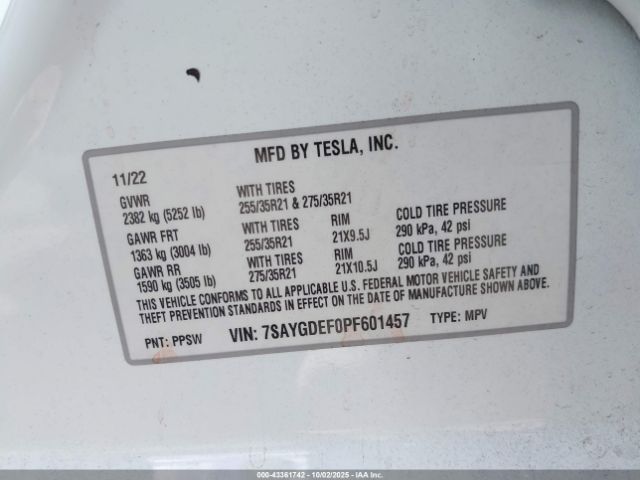 MFD BY TESLA, INC.
11/22
GVWR
2382 kg (5252 lb)
WITH TIRES
255/35R21 & 275/35R21
GAWR FRT
1363 kg (3004 lb)
WITH TIRES
255/35R21
RIM
21X9.5J
COLD TIRE PRESSURE
290 kPa, 42 psi
GAWR RR
1590 kg (3505 lb)
WITH TIRES
275/35R21
RIM
21X10.5J
COLD TIRE PRESSURE
290 kPa, 42 psi
THIS VEHICLE CONFORMS TO ALL APPLICABLE U.S. FEDERAL MOTOR VEHICLE SAFETY AND
THEFT PREVENTION STANDARDS IN EFFECT ON THE DATE OF MANUFACTURE SHOWN ABOVE.
PNT: PPSW VIN: 7SAYGDEF0PF601457 TYPE: MPV
000-43361742 - 10/02/2025 - IAA Inc.